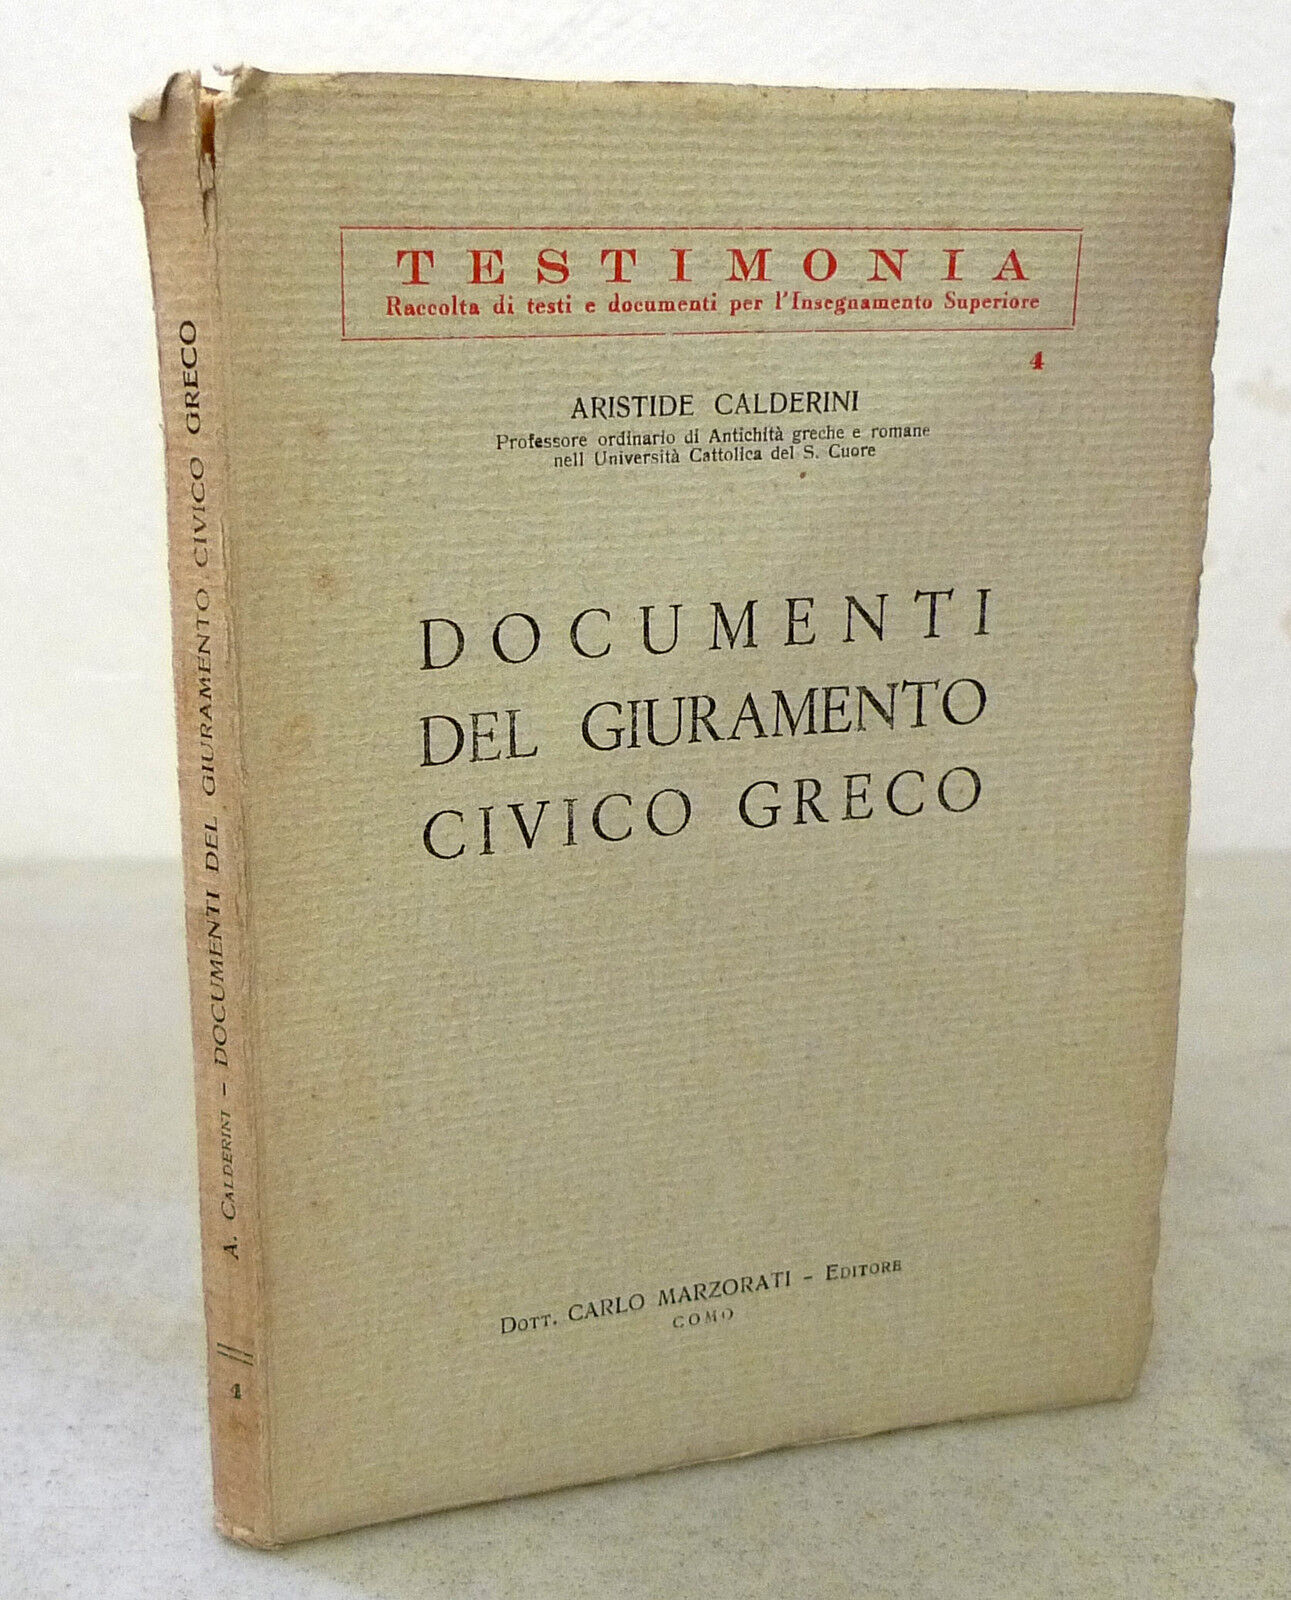 TESTIMONIA
Raccolta di testi e documenti per l'Insegnamento Superiore
4
ARISTIDE CALDERINI
Professore ordinario di Antichità greche e romane
nell Università Cattolica del S. Cuore
DOCUMENTI
DEL GIURAMENTO
CIVICO GRECO
DOTT. CARLO MARZORATI - EDITORE
COMO
A. CALDERINI - DOCUMENTI DEL GIURAMENTO CIVICO GRECO
4